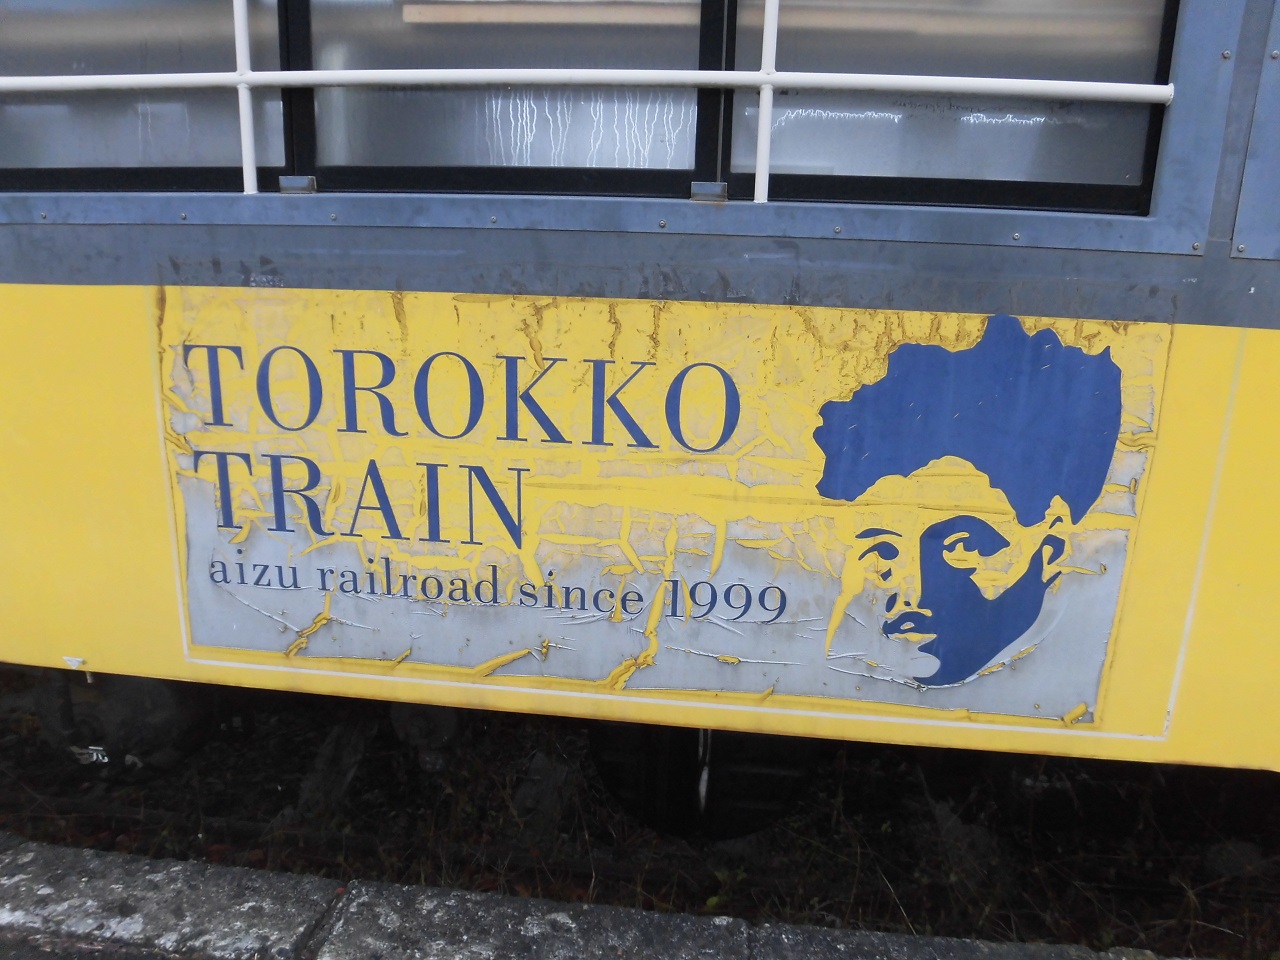 TOROKKO
TRAIN
aizu railroad since 1999